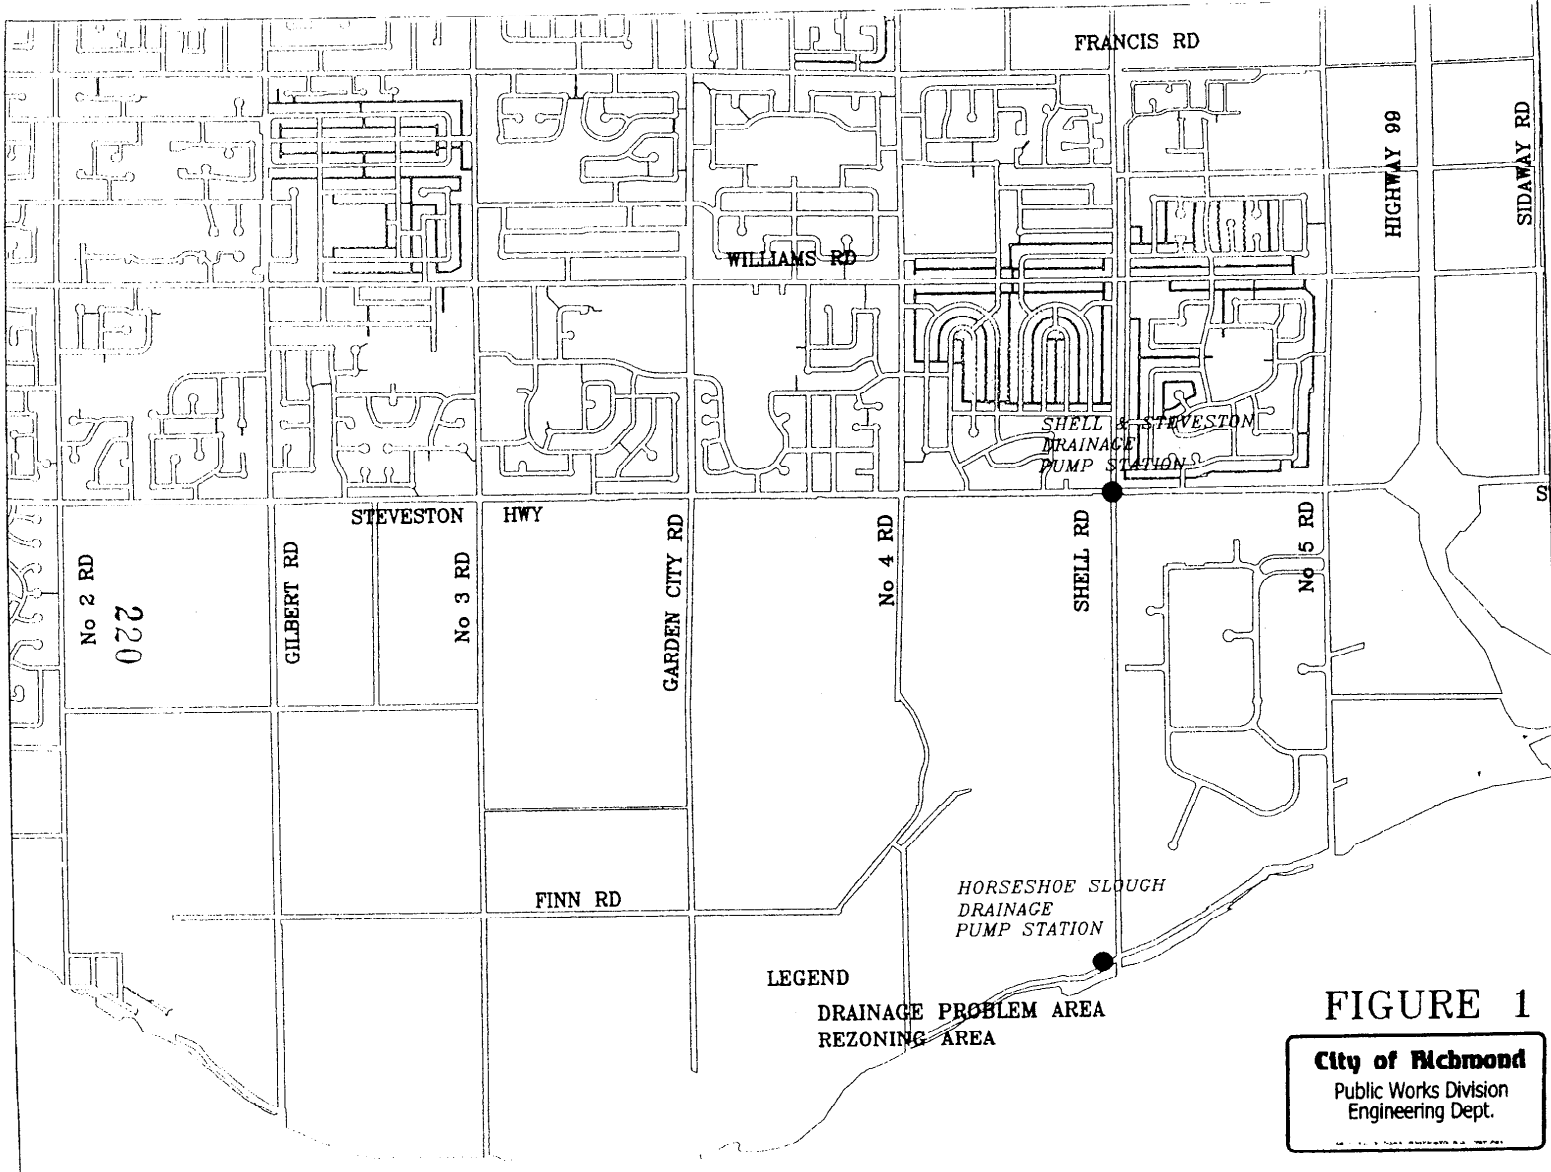 FRANCIS RD
HIGHWAY 99
SIDAWAY RD
WILLIAMS RD
SHELL & STEVESTON
DRAINAGE
PUMP STATION
STEVESTON HWY
No 2 RD
220
GILBERT RD
No 3 RD
GARDEN CITY RD
No 4 RD
SHELL RD
No 5 RD
FINN RD
HORSESHOE SLOUGH
DRAINAGE
PUMP STATION
LEGEND
DRAINAGE PROBLEM AREA
REZONING AREA
FIGURE 1
City of Richmond
Public Works Division
Engineering Dept.